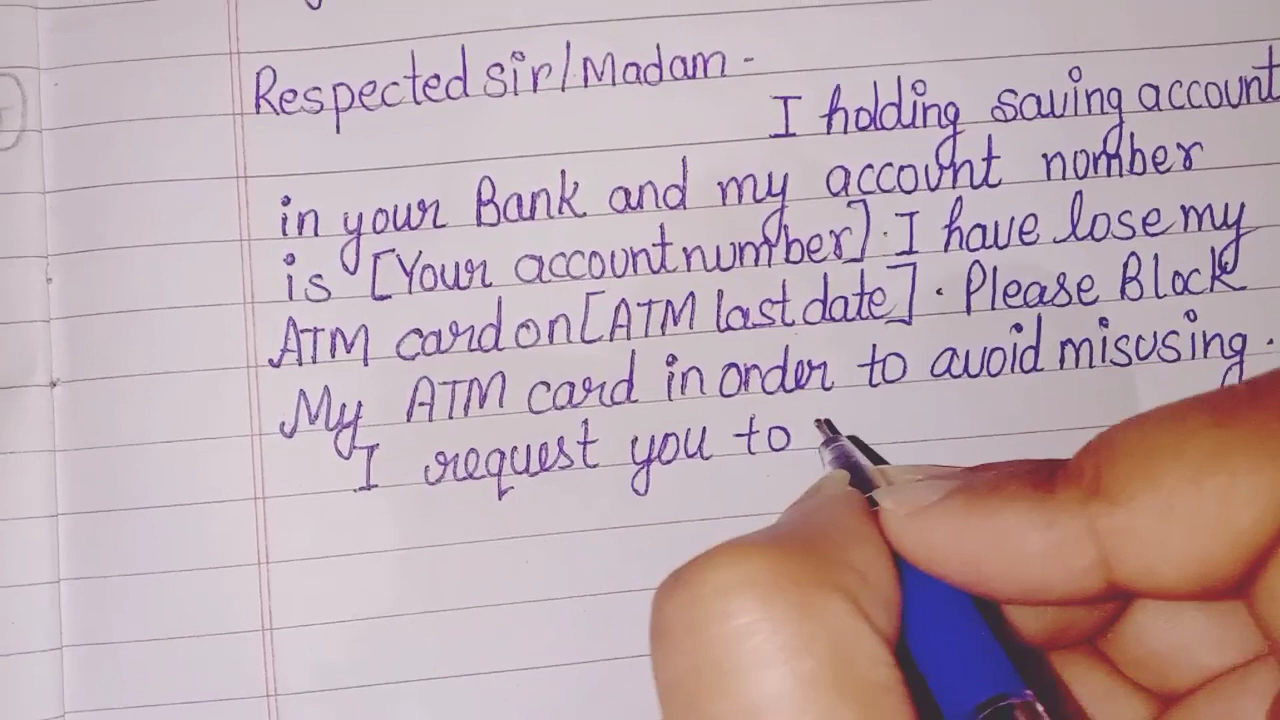 Respected sir/Madam-
I holding saving account
in your Bank and my account number
is [Your account number]. I have lose my
ATM card on [ATM last date]. Please Block
My ATM card in order to avoid misusing.
I request you to